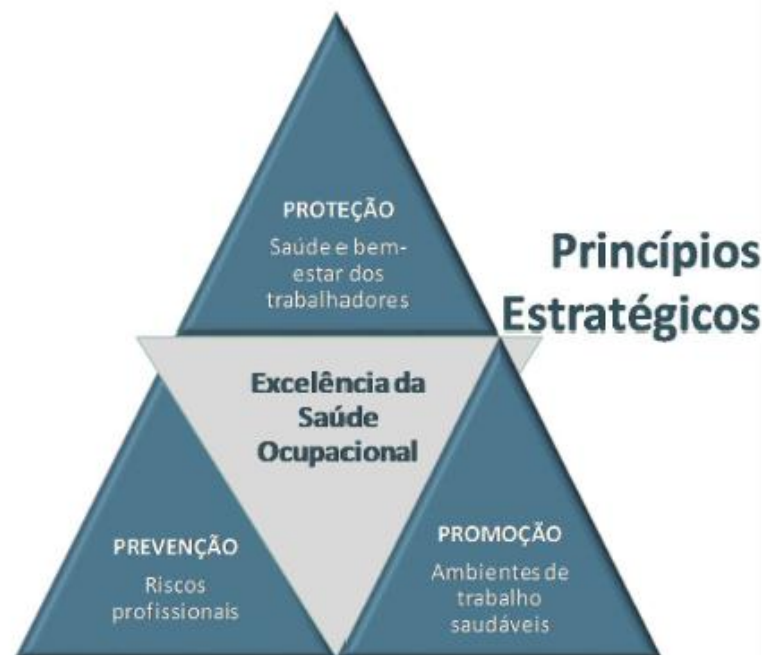 PROTEÇÃO
Saúde e bem-
estar dos
trabalhadores
Princípios
Estratégicos
Excelência da
Saúde
Ocupacional
PREVENÇÃO
Riscos
profissionais
PROMOÇÃO
Ambientes de
trabalho
saudáveis